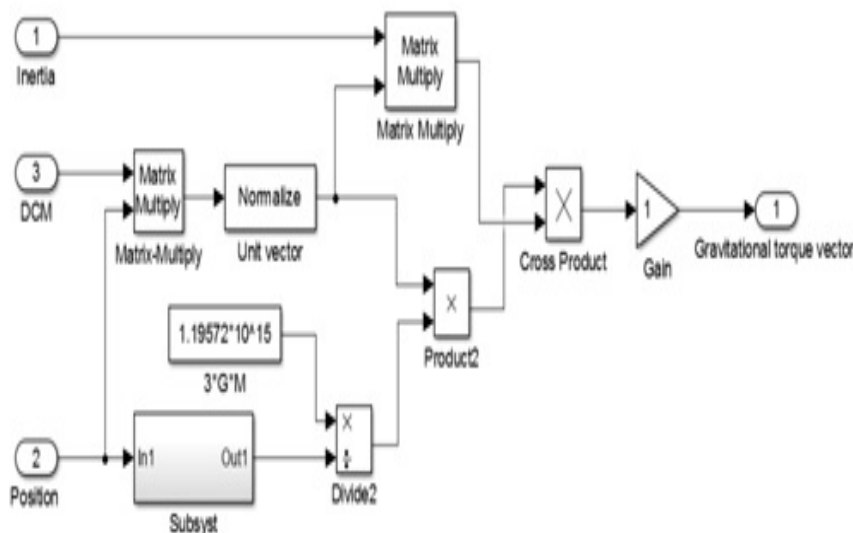 1
Inertia
Matrix
Multiply
Matrix Multiply
3
DCM
Matrix
Multiply
Matrix-Multiply
Normalize
Unit vector
×
Cross Product
1
Gain
1
Gravitational torque vector
×
Product2
1.19572*10^15
3*G*M
2
Position
In1
Out1
Subsyst
×
÷
Divide2